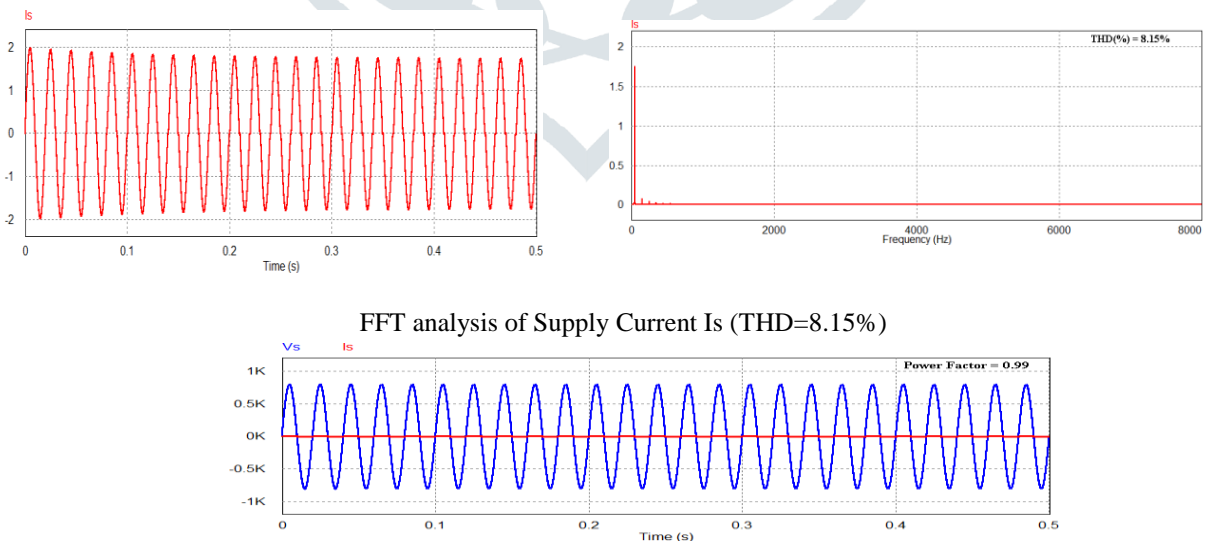 Is
2
1
0
-1
-2
0 0.1 0.2 0.3 0.4 0.5
Time (s)
Is
THD(%) = 8.15%
2
1.5
1
0.5
0
0 2000 4000 6000 8000
Frequency (Hz)
FFT analysis of Supply Current Is (THD=8.15%)
Vs Is
Power Factor = 0.99
1K
0.5K
0K
-0.5K
-1K
0 0.1 0.2 0.3 0.4 0.5
Time (s)